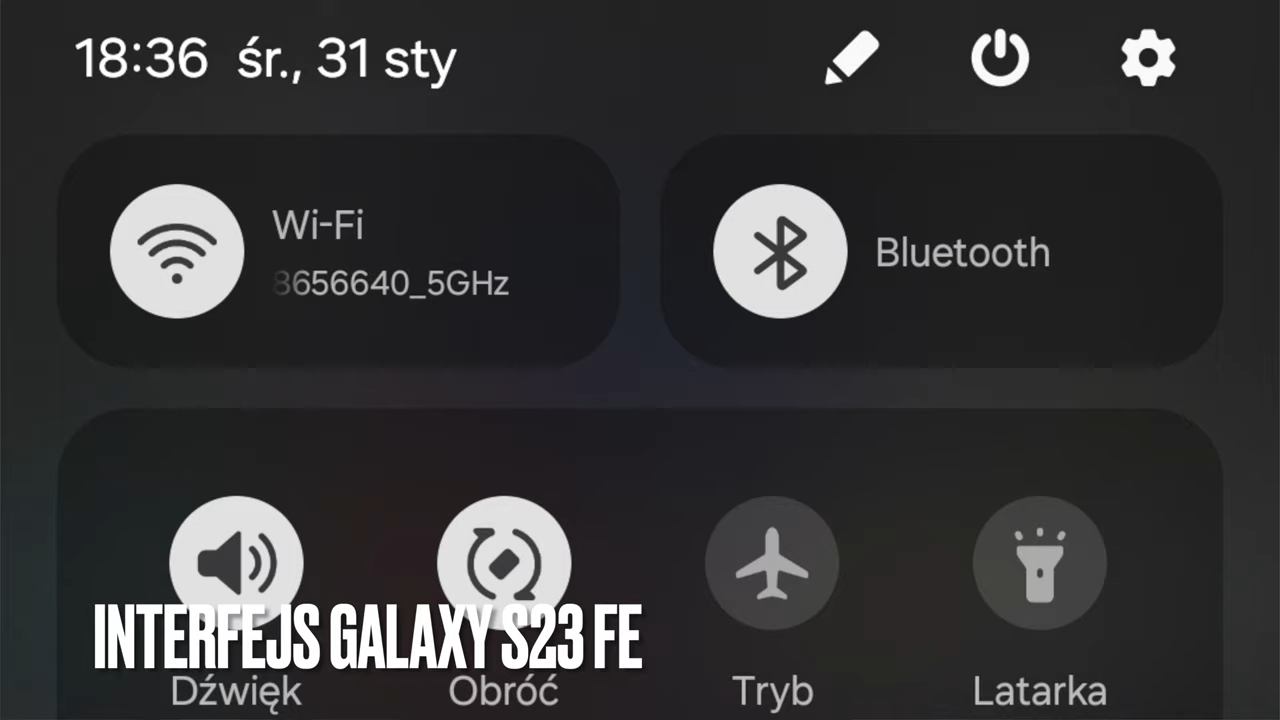 18:36 śr., 31 sty
Wi-Fi
8656640_5GHz
Bluetooth
INTERFEJS GALAXY S23 FE
Dźwięk
Obróć
Tryb
Latarka